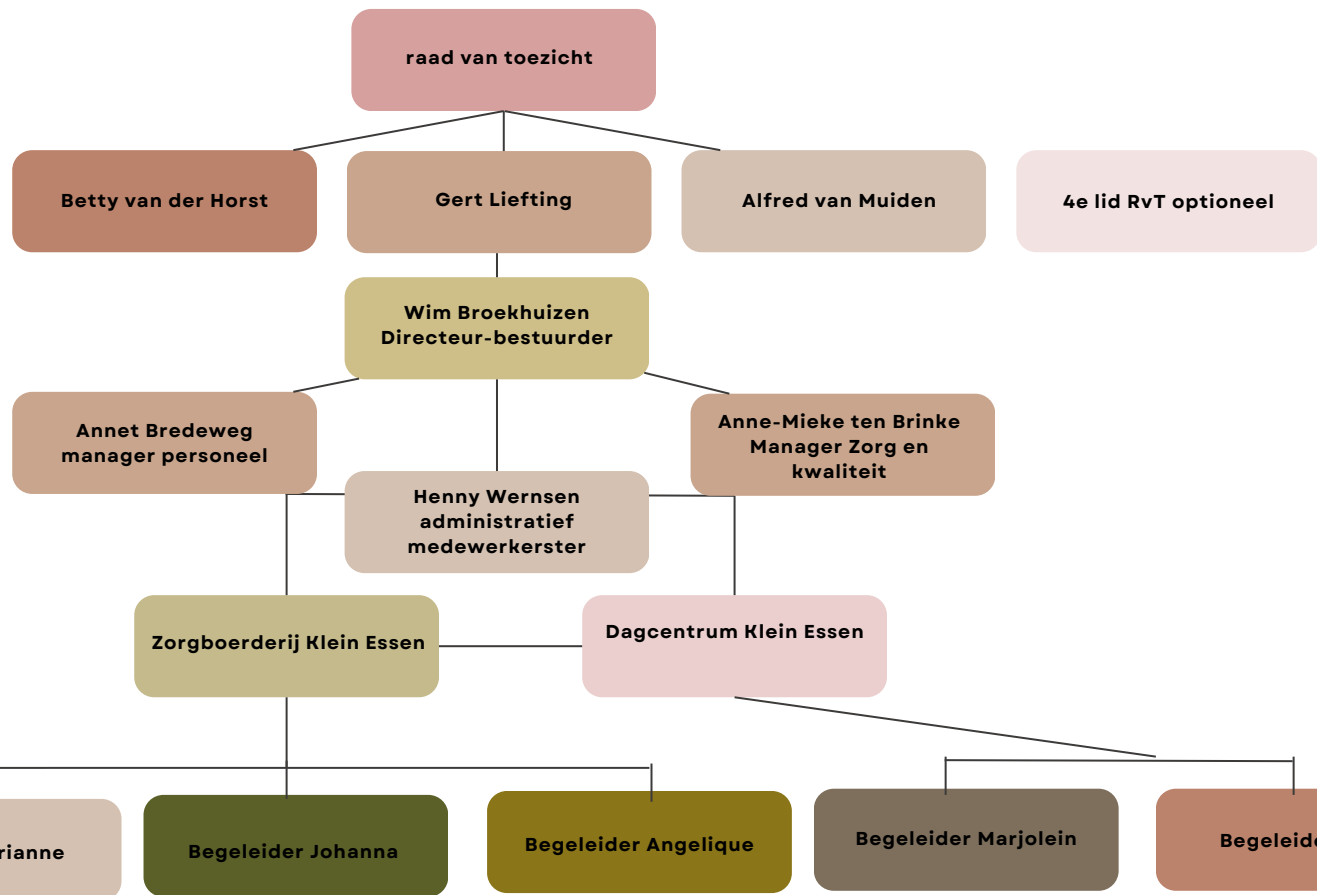 raad van toezicht
Betty van der Horst
Gert Liefting
Alfred van Muiden
4e lid RvT optioneel
Wim Broekhuizen
Directeur-bestuurder
Annet Bredeweg
manager personeel
Anne-Mieke ten Brinke
Manager Zorg en
kwaliteit
Henny Wernsen
administratief
medewerkerster
Zorgboerderij Klein Essen
Dagcentrum Klein Essen
Begeleider Johanna
Begeleider Angelique
Begeleider Marjolein